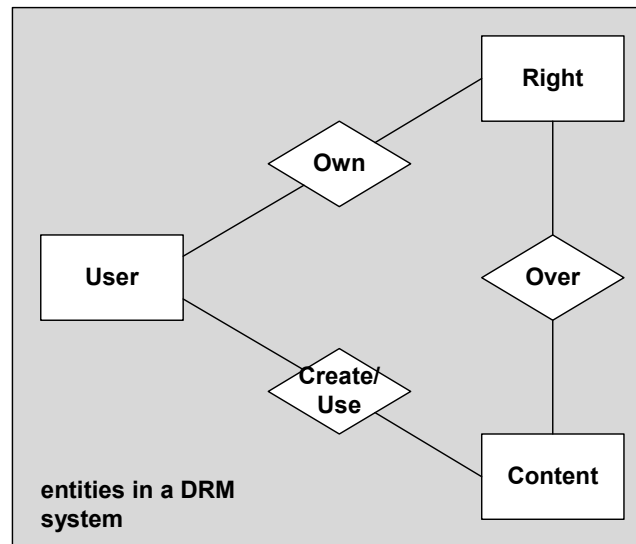 Right
Own
User
Over
Create/
Use
Content
entities in a DRM
system